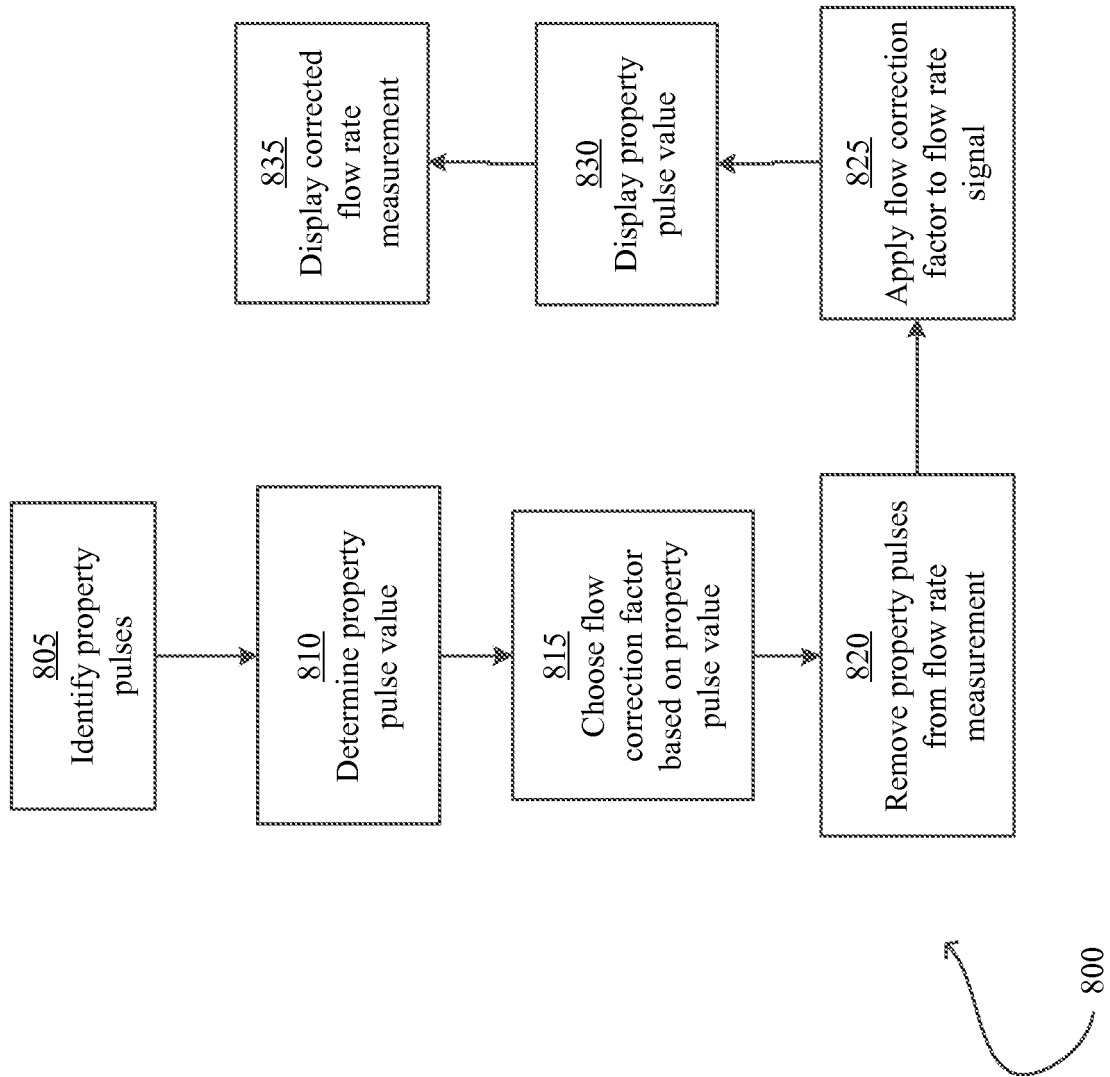 805
Identify property
pulses
810
Determine property
pulse value
815
Choose flow
correction factor
based on property
pulse value
820
Remove property pulses
from flow rate
measurement
825
Apply flow correction
factor to flow rate
signal
830
Display property
pulse value
835
Display corrected
flow rate
measurement
800